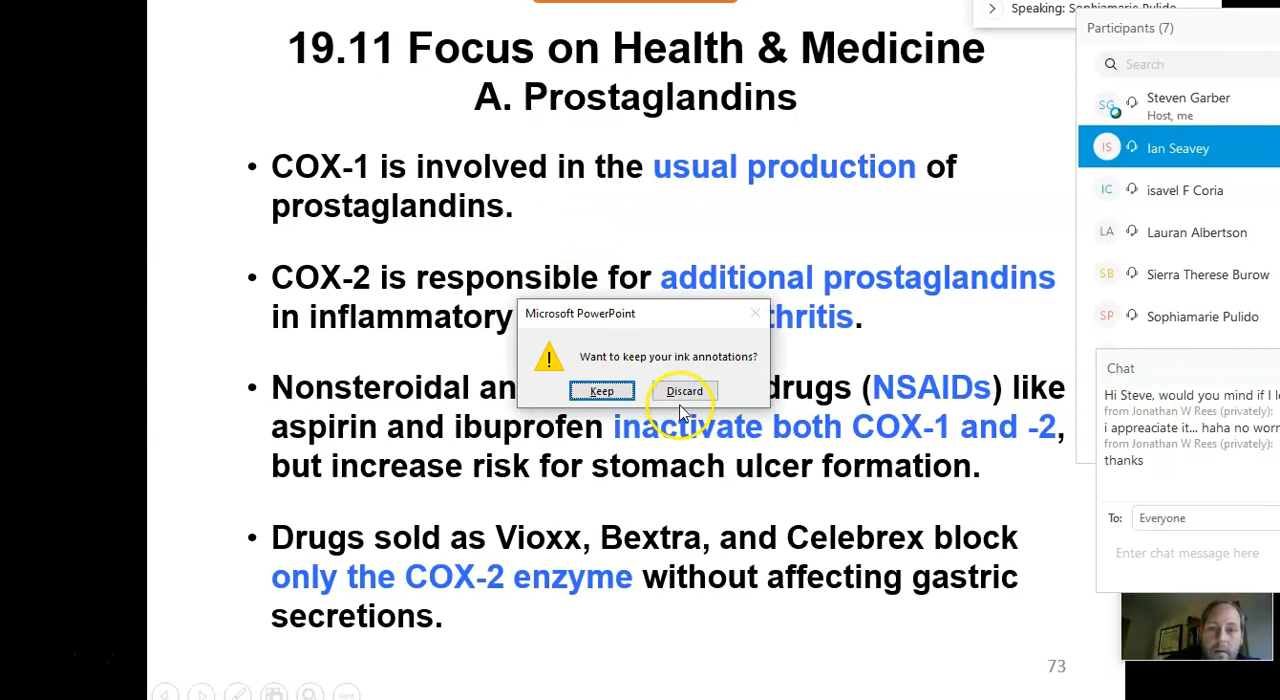 19.11 Focus on Health & Medicine
A. Prostaglandins
• COX-1 is involved in the usual production of
prostaglandins.
• COX-2 is responsible for additional prostaglandins
in inflammatory thritis.
• Nonsteroidal an drugs (NSAIDs) like
aspirin and ibuprofen inactivate both COX-1 and -2,
but increase risk for stomach ulcer formation.
• Drugs sold as Vioxx, Bextra, and Celebrex block
only the COX-2 enzyme without affecting gastric
secretions.
73
Microsoft PowerPoint
Want to keep your ink annotations?
Keep
Discard
Speaking: Sophiamarie Pulido
Participants (7)
Search
SG
Steven Garber
Host, me
IS
Ian Seavey
IC
isavel F Coria
LA
Lauran Albertson
SB
Sierra Therese Burow
SP
Sophiamarie Pulido
Chat
Hi Steve, would you mind if I
from Jonathan W Rees (privately):
i appreaciate it... haha no wor
from Jonathan W Rees (privately):
thanks
To:
Everyone
Enter chat message here